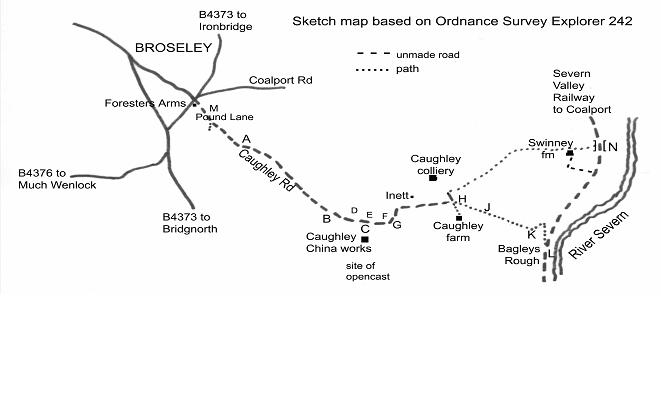 B4373 to
Ironbridge
Sketch map based on Ordnance Survey Explorer 242
BROSELEY
unmade road
path
Coalport Rd
Severn
Valley
Railway
to Coalport
Foresters Arms
M
Pound Lane
A
Swinney
fm
N
Caughley Rd
Caughley
colliery
B4376 to
Much Wenlock
Inett
H
J
B4373 to
Bridgnorth
B
D
E
F
G
C
Caughley
China works
Caughley
farm
K
Bagleys
Rough
L
River Severn
site of
opencast